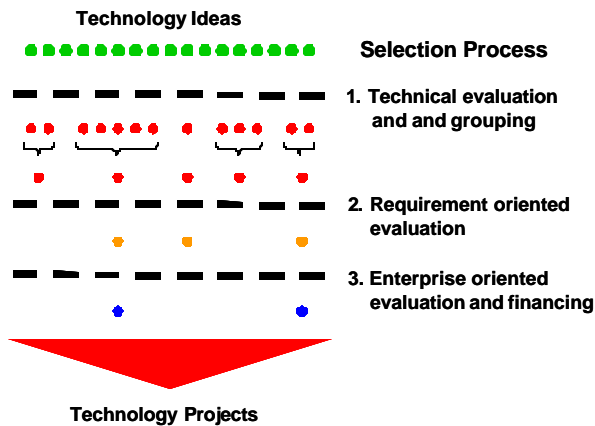 Technology Ideas
Selection Process
1. Technical evaluation
and and grouping
2. Requirement oriented
evaluation
3. Enterprise oriented
evaluation and financing
Technology Projects